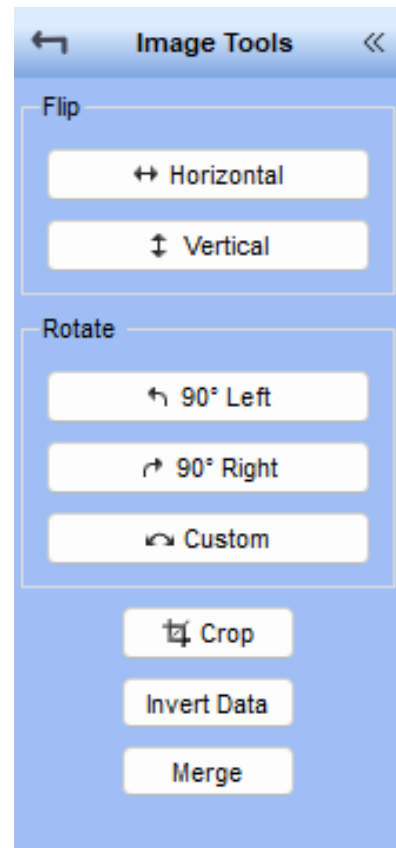 Image Tools
Flip
Horizontal
Vertical
Rotate
90° Left
90° Right
Custom
Crop
Invert Data
Merge